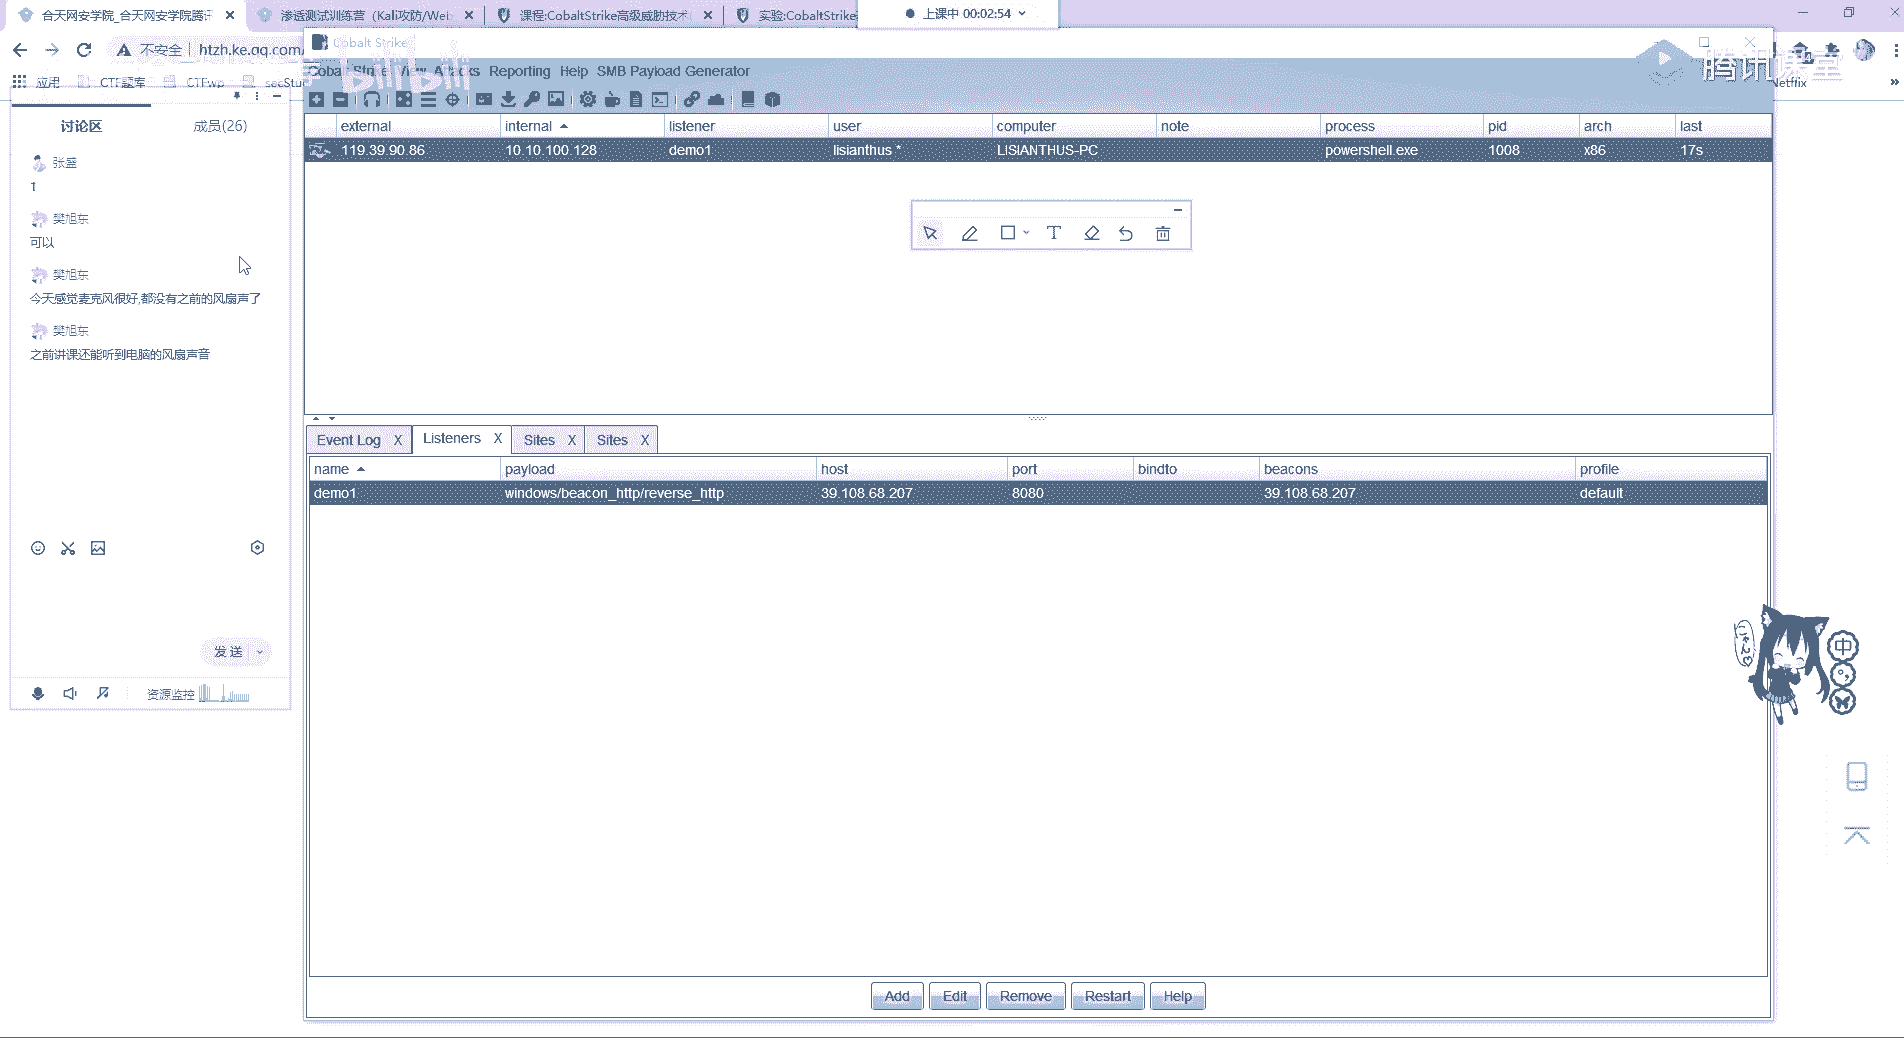 合天网安学院_合天网安学院腾讯
渗透测试训练营（Kali攻防/Web
课程:CobaltStrike高级威胁技术
实验:CobaltStrike
上课中 00:02:54
不安全
htzh.ke.qq.com/
应用
CTF题库
CTFwp
secStu
Netflix
bilibili
腾讯课堂
讨论区
成员(26)
张盛
1
樊旭东
可以
樊旭东
今天感觉麦克风很好,都没有之前的风扇声了
樊旭东
之前讲课还能听到电脑的风扇声音
发送
资源监控
Cobalt Strike
Cobalt Strike View Attacks Reporting Help SMB Payload Generator
external internal listener user computer note process pid arch last
119.39.90.86 10.10.100.128 demo1 lisianthus * LISIANTHUS-PC powershell.exe 1008 x86 17s
T
Event Log X Listeners X Sites X Sites X
name payload host port bindto beacons profile
demo1 windows/beacon_http/reverse_http 39.108.68.207 8080 39.108.68.207 default
Add Edit Remove Restart Help
中